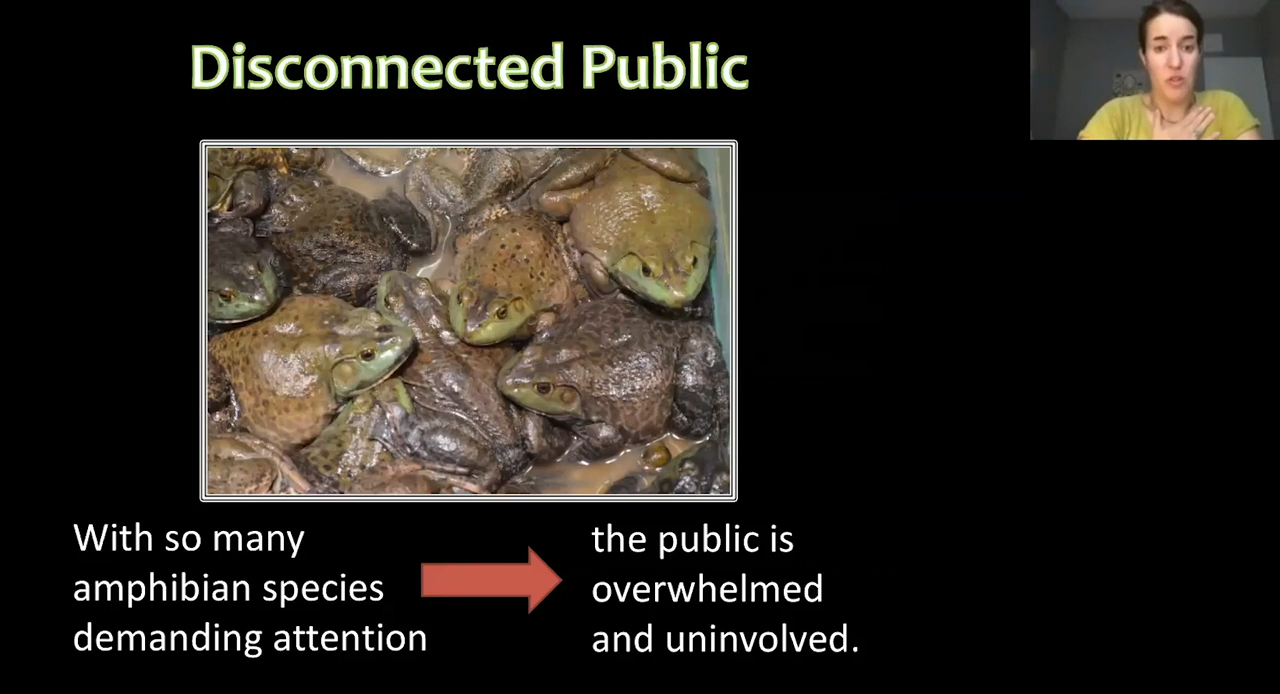 Disconnected Public
With so many
amphibian species
demanding attention
the public is
overwhelmed
and uninvolved.